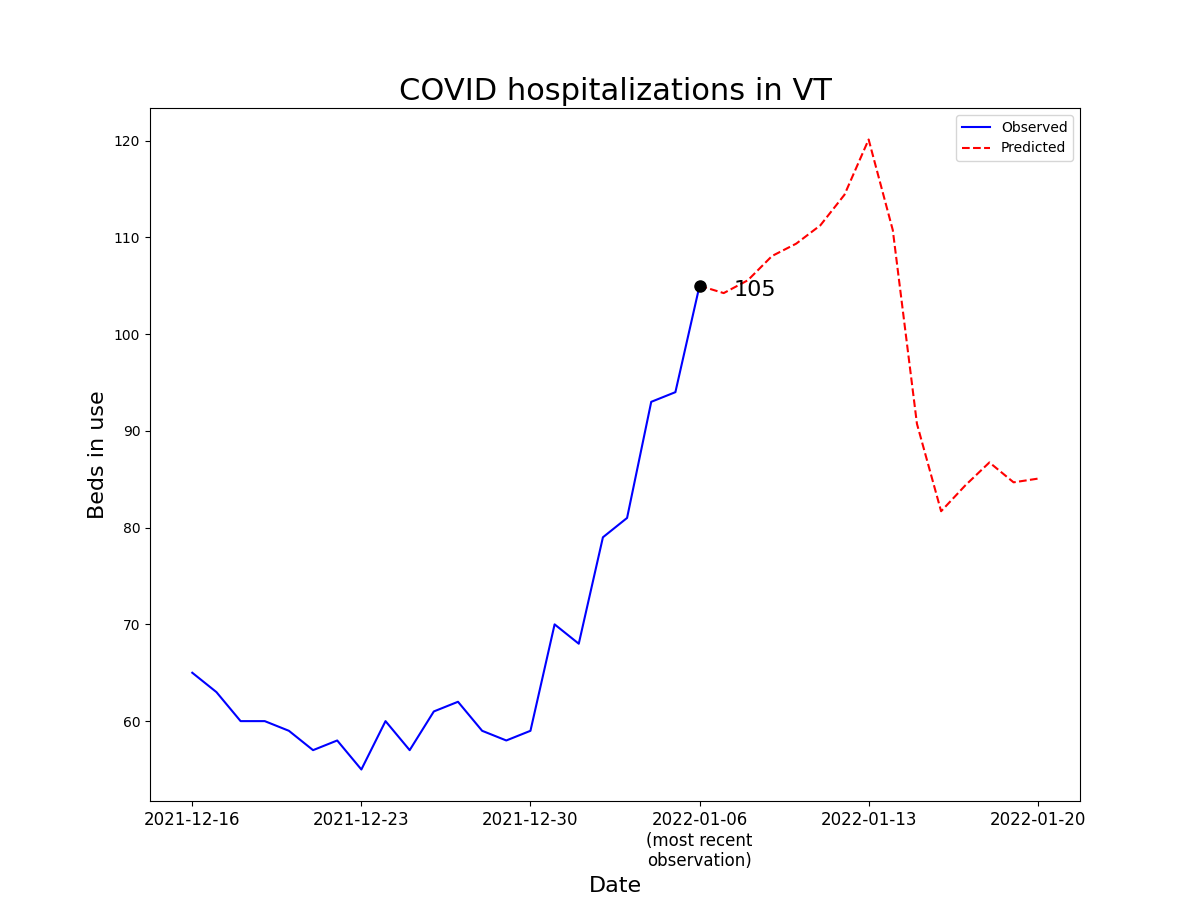 COVID hospitalizations in VT
Observed
Predicted
120
110
100
90
80
70
60
Beds in use
105
2021-12-16
2021-12-23
2021-12-30
2022-01-06
(most recent
observation)
2022-01-13
2022-01-20
Date